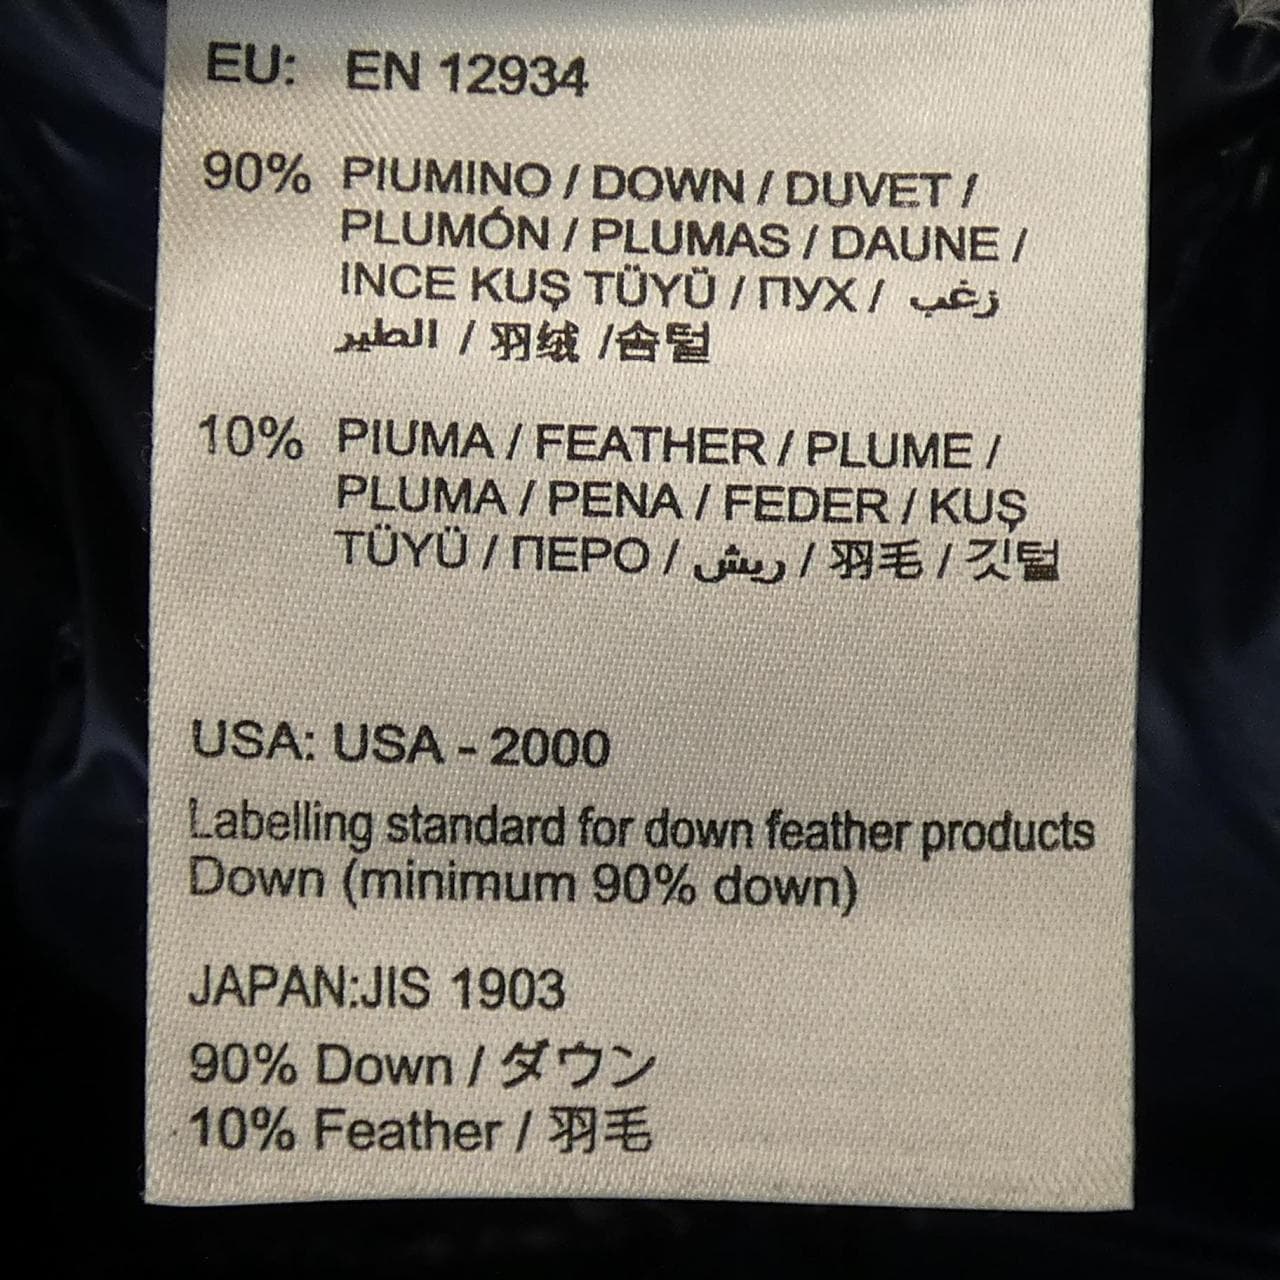 EU: EN 12934
90% PIUMINO / DOWN / DUVET /
PLUMÓN / PLUMAS / DAUNE /
INCE KUŞ TÜYÜ / ПУХ / زغب
الطير / 羽绒 /솜털
10% PIUMA / FEATHER / PLUME /
PLUMA / PENA / FEDER / KUŞ
TÜYÜ / ПЕРО / ريش / 羽毛 / 깃털
USA: USA - 2000
Labelling standard for down feather products
Down (minimum 90% down)
JAPAN:JIS 1903
90% Down / ダウン
10% Feather / 羽毛